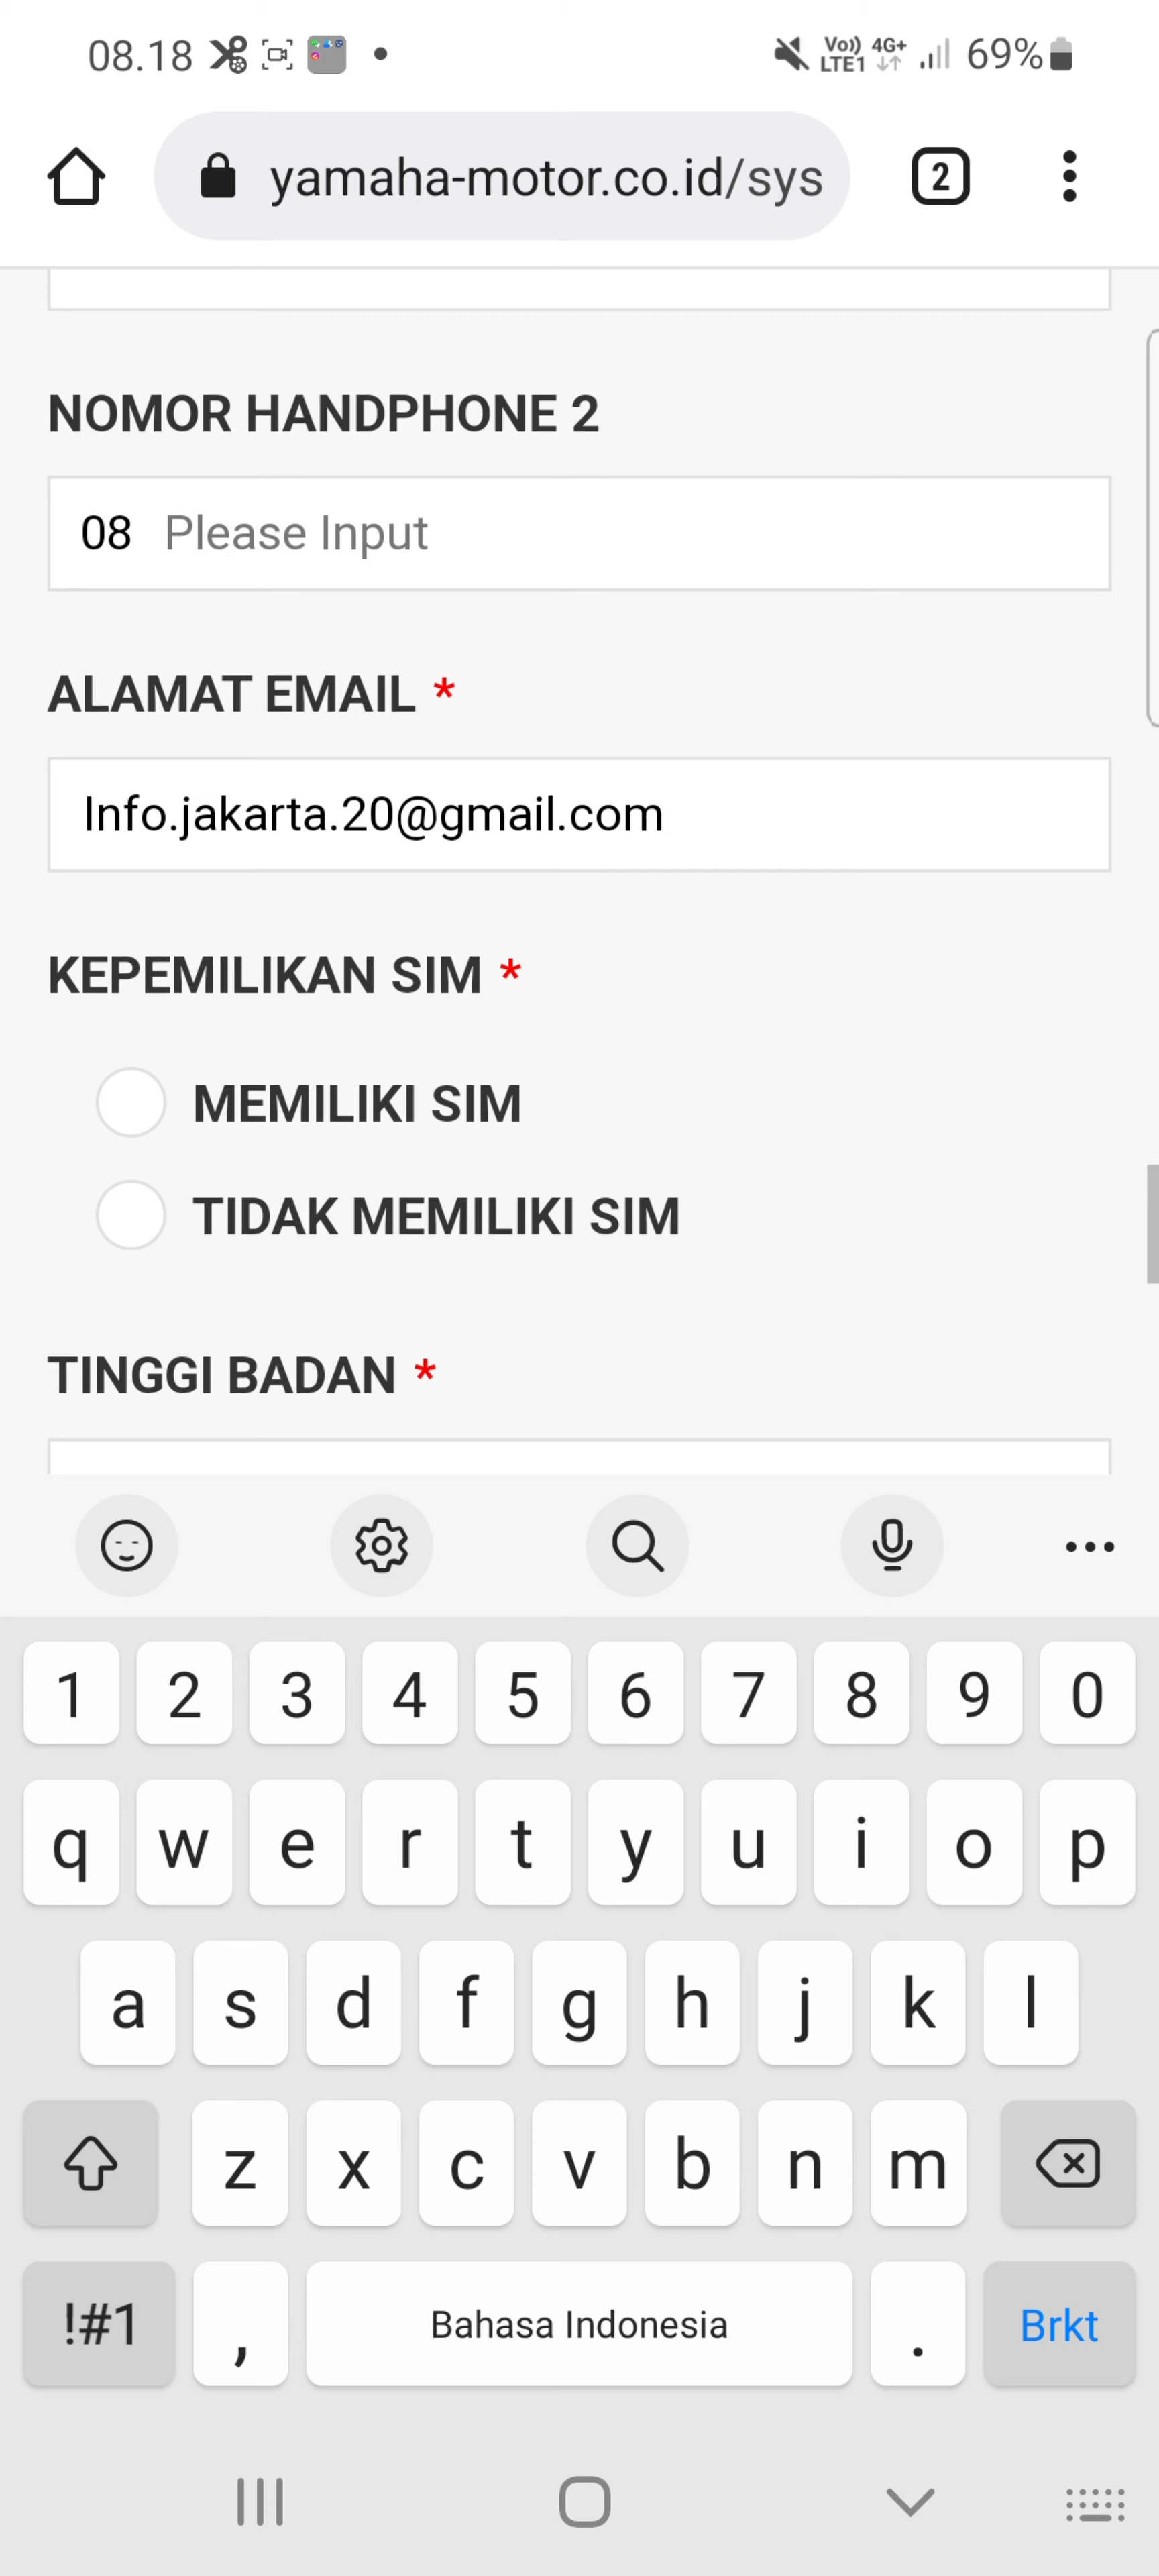 08.18
Vo)) 4G+ 69%
LTE1
yamaha-motor.co.id/sys
2
NOMOR HANDPHONE 2
08 Please Input
ALAMAT EMAIL *
Info.jakarta.20@gmail.com
KEPEMILIKAN SIM *
MEMILIKI SIM
TIDAK MEMILIKI SIM
TINGGI BADAN *
1 2 3 4 5 6 7 8 9 0
q w e r t y u i o p
a s d f g h j k l
z x c v b n m
!#1 , Bahasa Indonesia . Brkt